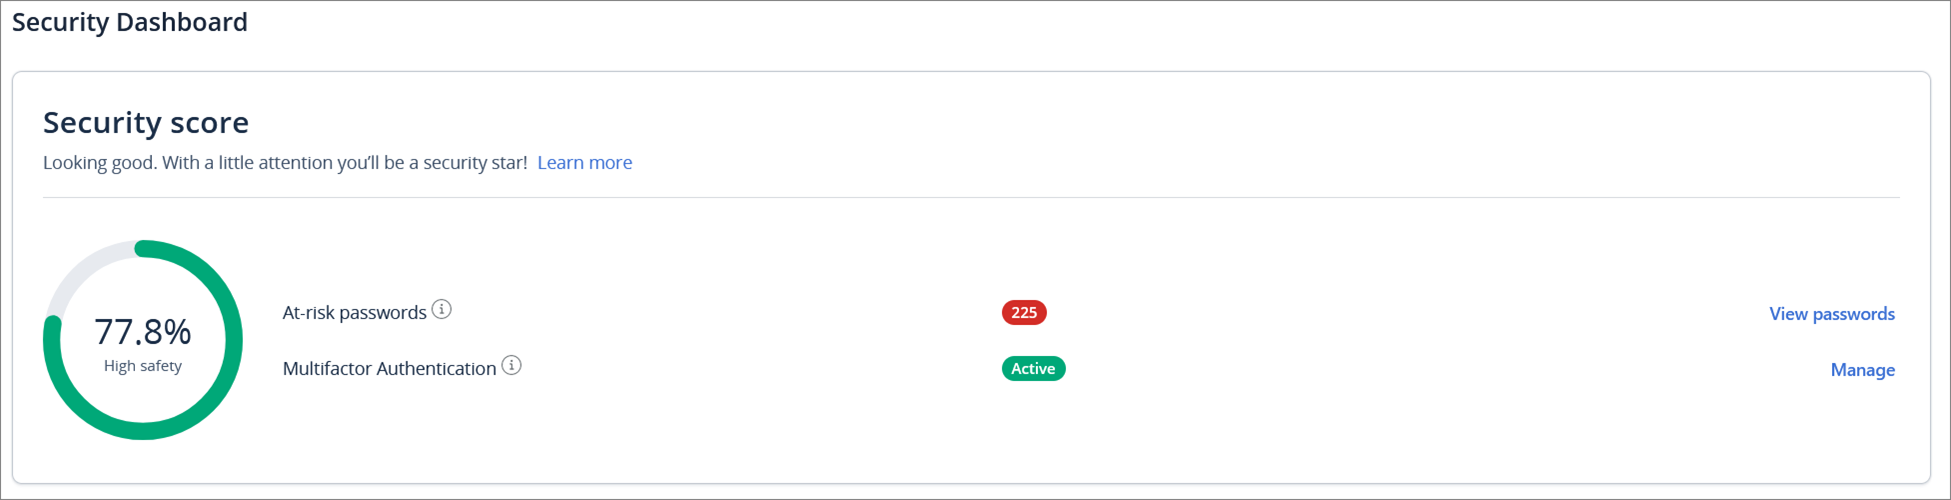 Security Dashboard
Security score
Looking good. With a little attention you’ll be a security star! Learn more
77.8%
High safety
At-risk passwords 225 View passwords
Multifactor Authentication Active Manage